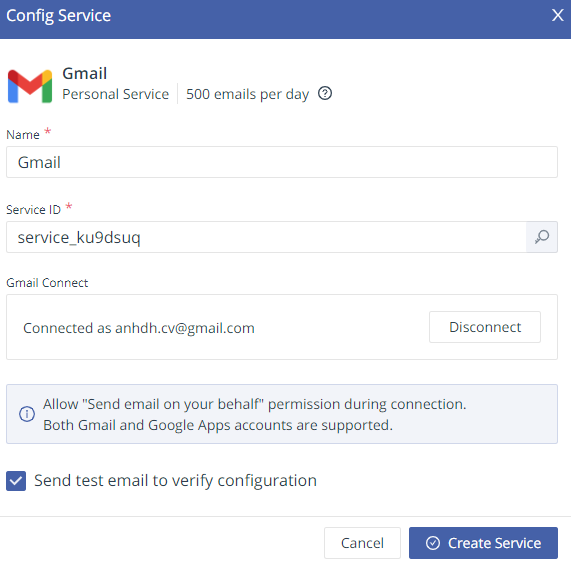 Config Service
X
Gmail
Personal Service 500 emails per day
Name *
Gmail
Service ID *
service_ku9dsuq
Gmail Connect
Connected as anhdh.cv@gmail.com
Disconnect
Allow "Send email on your behalf" permission during connection.
Both Gmail and Google Apps accounts are supported.
Send test email to verify configuration
Cancel
Create Service